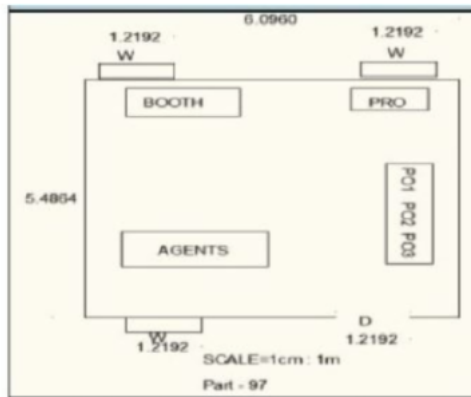 6.0960
1.2192
1.2192
W
W
BOOTH
PRO
5.4864
PO1 PO2 PO3
AGENTS
W
D
1.2192
1.2192
SCALE=1cm : 1m
Part - 97